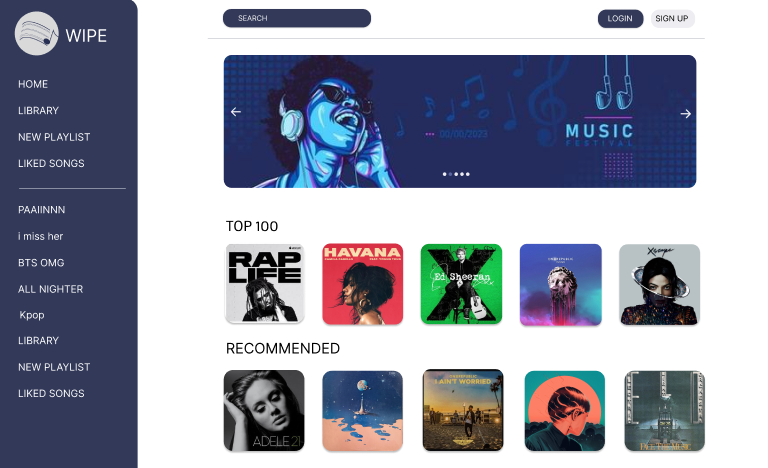 WIPE
HOME
LIBRARY
NEW PLAYLIST
LIKED SONGS
PAAIINNN
i miss her
BTS OMG
ALL NIGHTER
Kpop
LIBRARY
NEW PLAYLIST
LIKED SONGS
SEARCH
LOGIN
SIGN UP
00/00/2023
MUSIC
FESTIVAL
TOP 100
RAP
LIFE
HAVANA
Ed Sheeran
X
Xscape
RECOMMENDED
ADELE 21
I AIN'T WORRIED